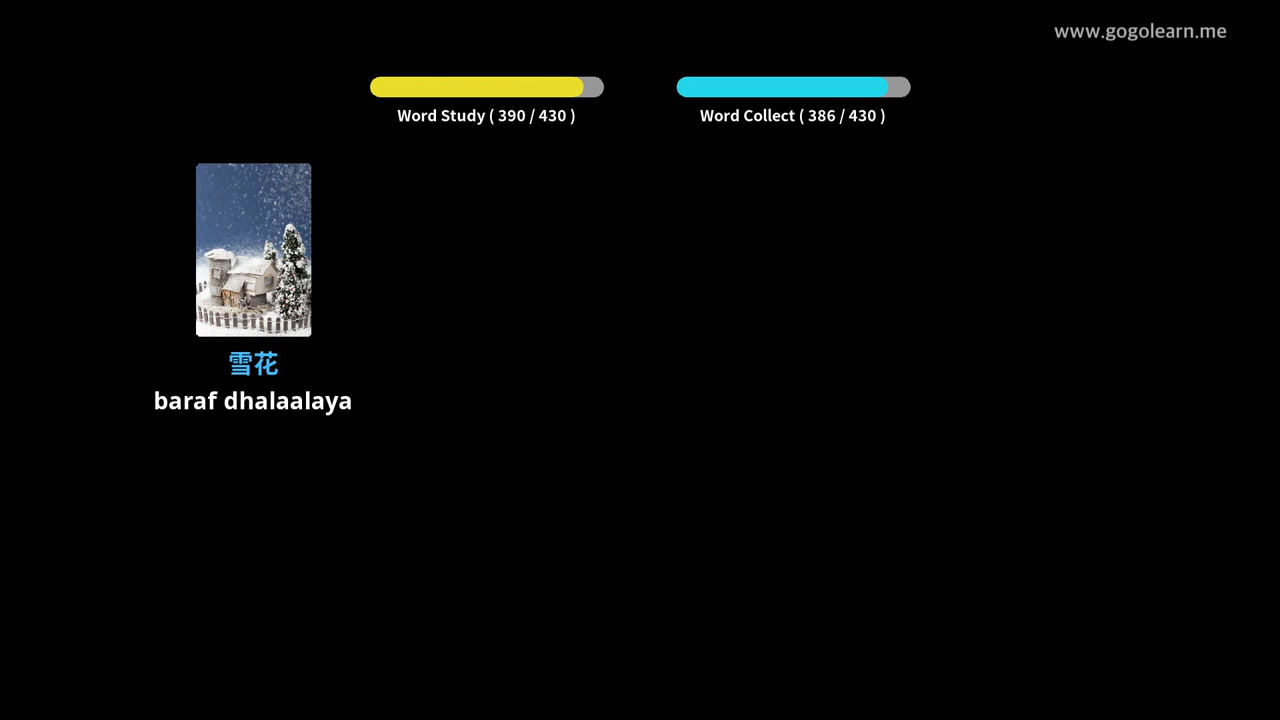 www.gogolearn.me
Word Study ( 390 / 430 )
Word Collect ( 386 / 430 )
雪花
baraf dhalaalaya